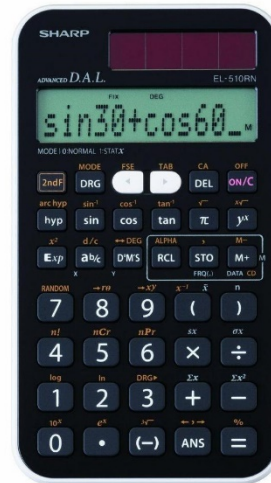 SHARP
ADVANCED D.A.L. EL-510RN
FIX DEG
sin30+cos60_ M
MODE 0:NORMAL 1:STAT x
MODE FSE TAB CA OFF
2ndF DRG DEL ON/C
arc hyp sin⁻¹ cos⁻¹ tan⁻¹
hyp sin cos tan π yˣ
x² d/c ↔DEG ALPHA M−
Exp ab/c D°M'S RCL STO M+ M
X Y FRQ(,) DATA CD
RANDOM →rθ →xy x⁻¹ x̄ n
7 8 9 ( )
n! nCr nPr sx σx
4 5 6 × ÷
log ln DRG▸ Σx Σx²
1 2 3 + −
10ˣ eˣ %
0 • (−) ANS =